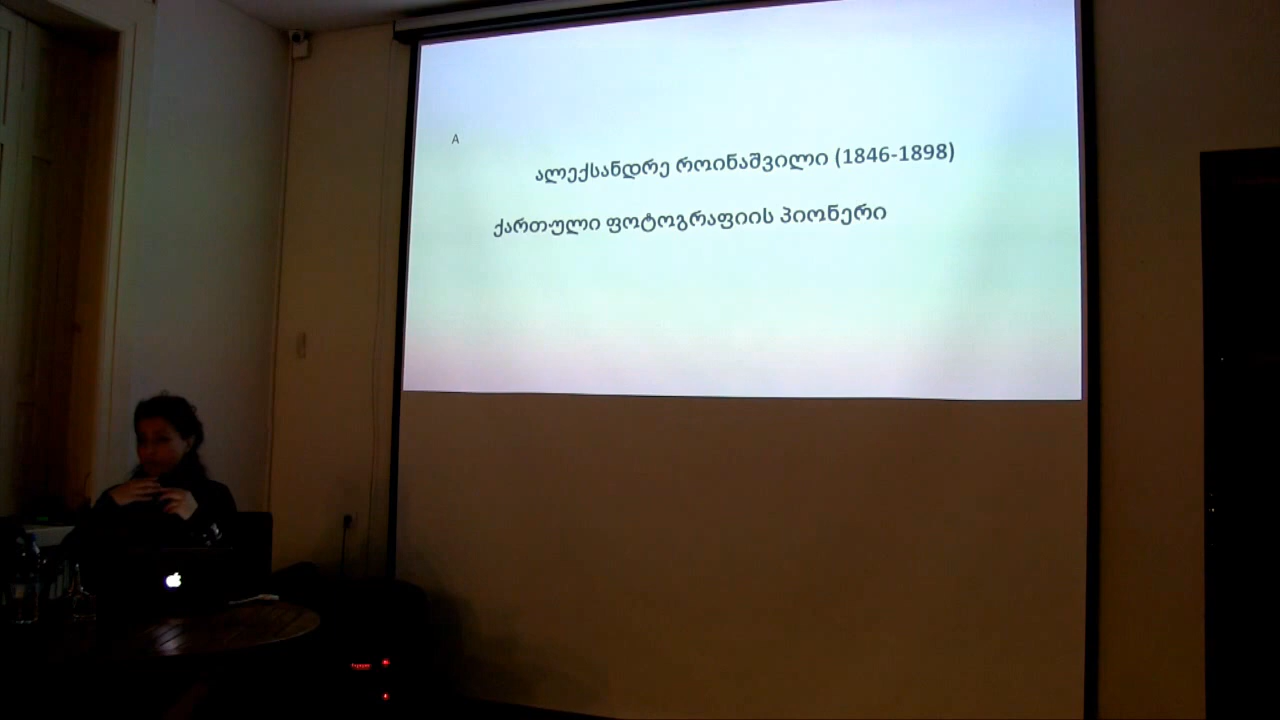 A
ალექსანდრე როინაშვილი (1846-1898)
ქართული ფოტოგრაფიის პიონერი